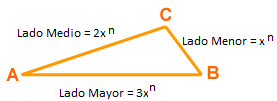 C
Lado Medio = 2xⁿ
Lado Menor = xⁿ
A
B
Lado Mayor = 3xⁿ